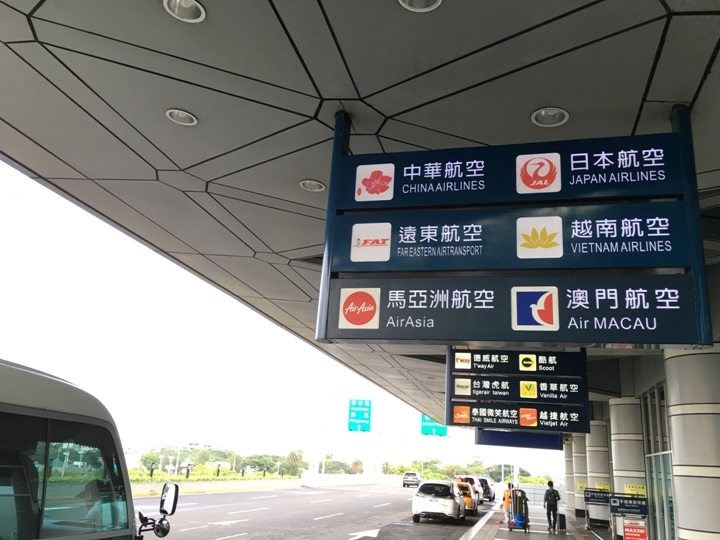 中華航空
CHINA AIRLINES
JAL
日本航空
JAPAN AIRLINES
FAT
遠東航空
FAR EASTERN AIR TRANSPORT
越南航空
VIETNAM AIRLINES
AirAsia
馬亞洲航空
AirAsia
澳門航空
Air MACAU
t'way
德威航空
T'way Air
酷航
Scoot
台灣虎航
tigerair taiwan
香草航空
Vanilla Air
泰國微笑航空
THAI SMILE AIRWAYS
越捷航空
Vietjet Air